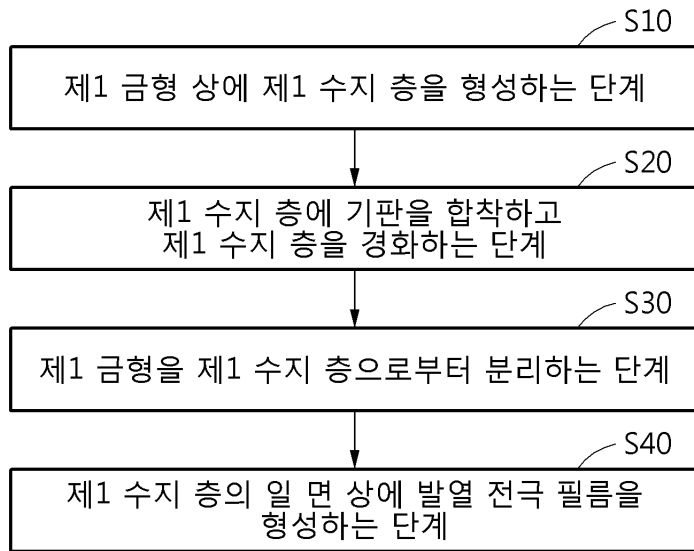 S10
제1 금형 상에 제1 수지 층을 형성하는 단계
S20
제1 수지 층에 기판을 합착하고
제1 수지 층을 경화하는 단계
S30
제1 금형을 제1 수지 층으로부터 분리하는 단계
S40
제1 수지 층의 일 면 상에 발열 전극 필름을
형성하는 단계